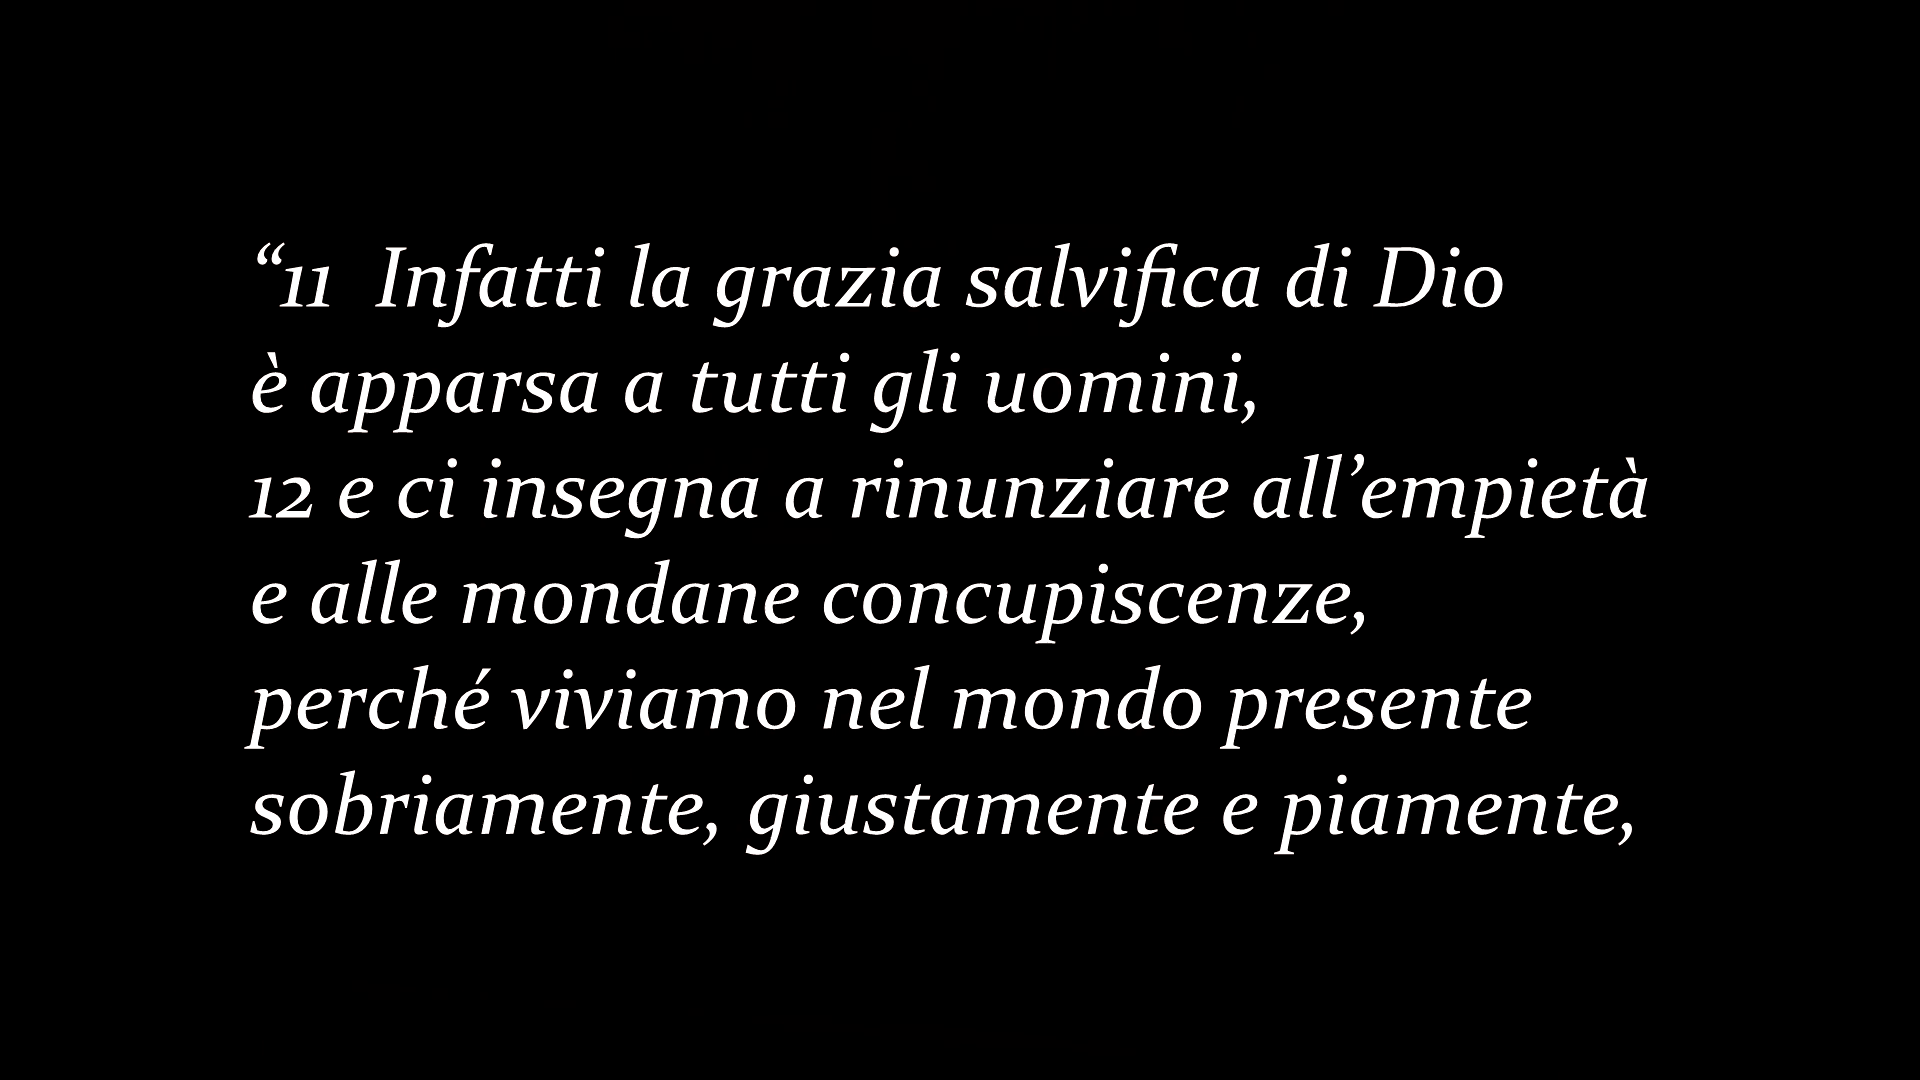 “11  Infatti la grazia salvifica di Dio
è apparsa a tutti gli uomini,
12 e ci insegna a rinunziare all’empietà
e alle mondane concupiscenze,
perché viviamo nel mondo presente
sobriamente, giustamente e piamente,